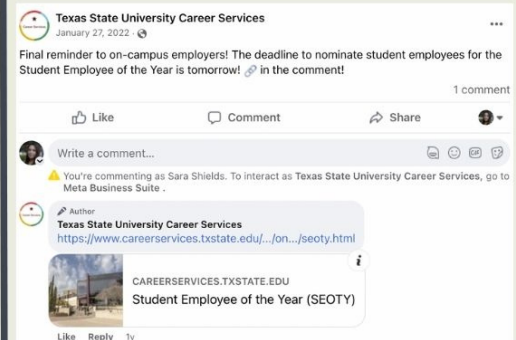 Texas State University Career Services
January 27, 2022 ·
Final reminder to on-campus employers! The deadline to nominate student employees for the
Student Employee of the Year is tomorrow! 🔗 in the comment!
1 comment
Like Comment Share
Write a comment...
GIF
You're commenting as Sara Shields. To interact as Texas State University Career Services, go to
Meta Business Suite .
Author
Texas State University Career Services
https://www.careerservices.txstate.edu/.../on.../seoty.html
CAREERSERVICES.TXSTATE.EDU
Student Employee of the Year (SEOTY)
Like Reply 1y